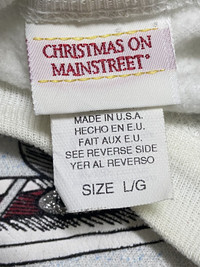 CHRISTMAS ON
MAINSTREET®
MADE IN U.S.A.
HECHO EN E.U.
FAIT AUX E.U.
SEE REVERSE SIDE
YER AL REVERSO
SIZE L/G